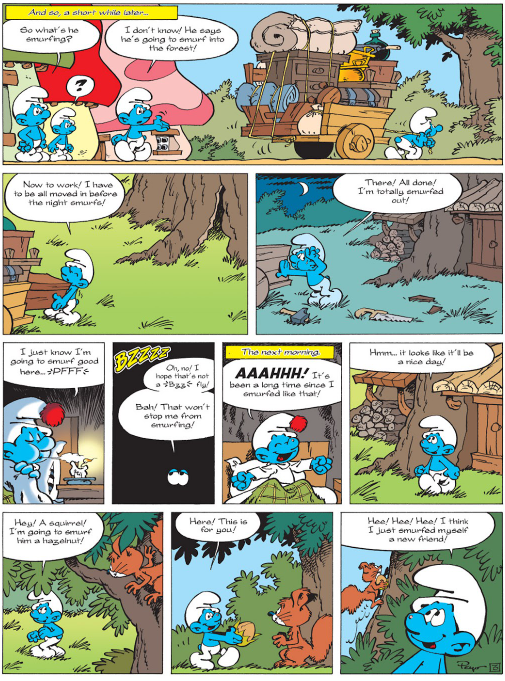 And so, a short while later...
So what's he
smurfing?
I don't know! He says
he's going to smurf into
the forest!
?
Now to work! I have
to be all moved in before
the night smurfs!
There! All done!
I'm totally smurfed
out!
I just know I'm
going to smurf good
here... PFFF
BZZZZ
Oh, no! I
hope that's not
a Bzzz fly!
Bah! That won't
stop me from
smurfing!
The next morning.
AAAHHH! It's
been a long time since I
smurfed like that!
Hmm... it looks like it'll be
a nice day!
Hey! A squirrel!
I'm going to smurf
him a hazelnut!
Here! This is
for you!
Hee! Hee! Hee! I think
I just smurfed myself
a new friend!
Peyo